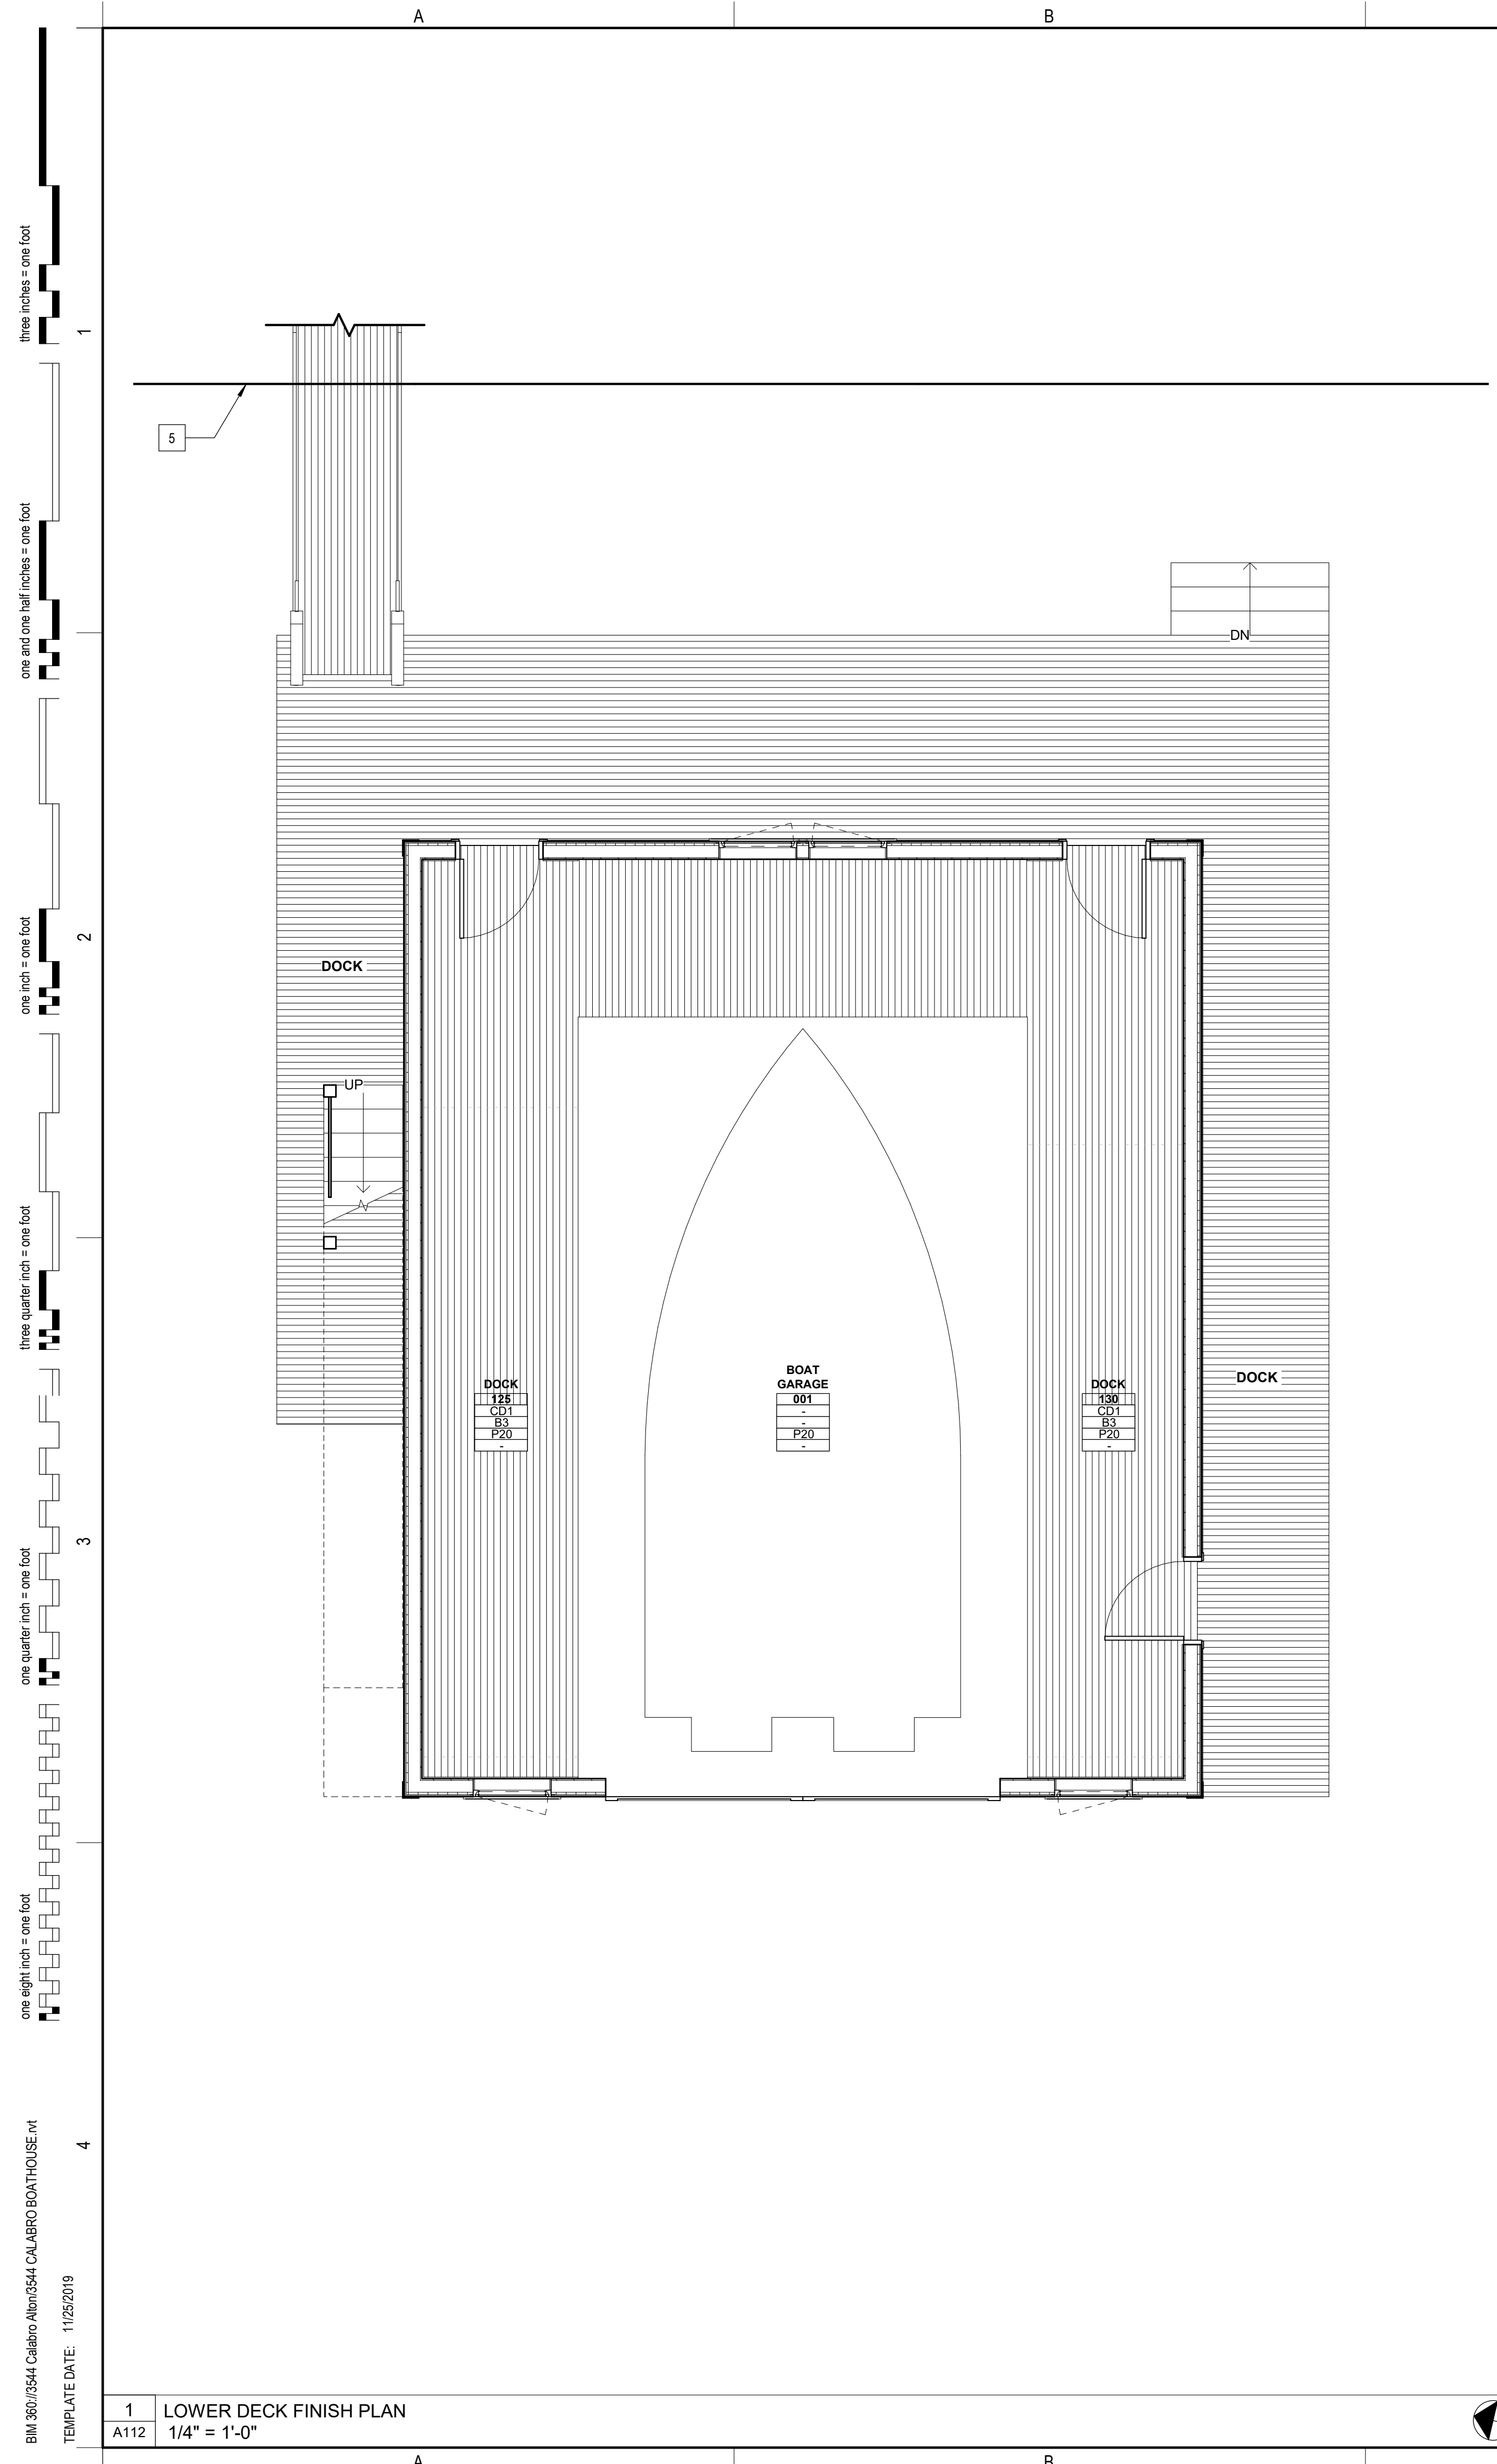 A
B
three inches = one foot
one and one half inches = one foot
one inch = one foot
three quarter inch = one foot
one quarter inch = one foot
one eight inch = one foot
BIM 360://3544 Calabro Alton/3544 CALABRO BOATHOUSE.rvt
TEMPLATE DATE: 11/25/2019
1
2
3
4
5
DN
DOCK
UP
DOCK
125
CD1
B3
P20
-
BOAT
GARAGE
001
-
-
P20
-
DOCK
130
CD1
B3
P20
-
DOCK
1
A112
LOWER DECK FINISH PLAN
1/4" = 1'-0"
A
B